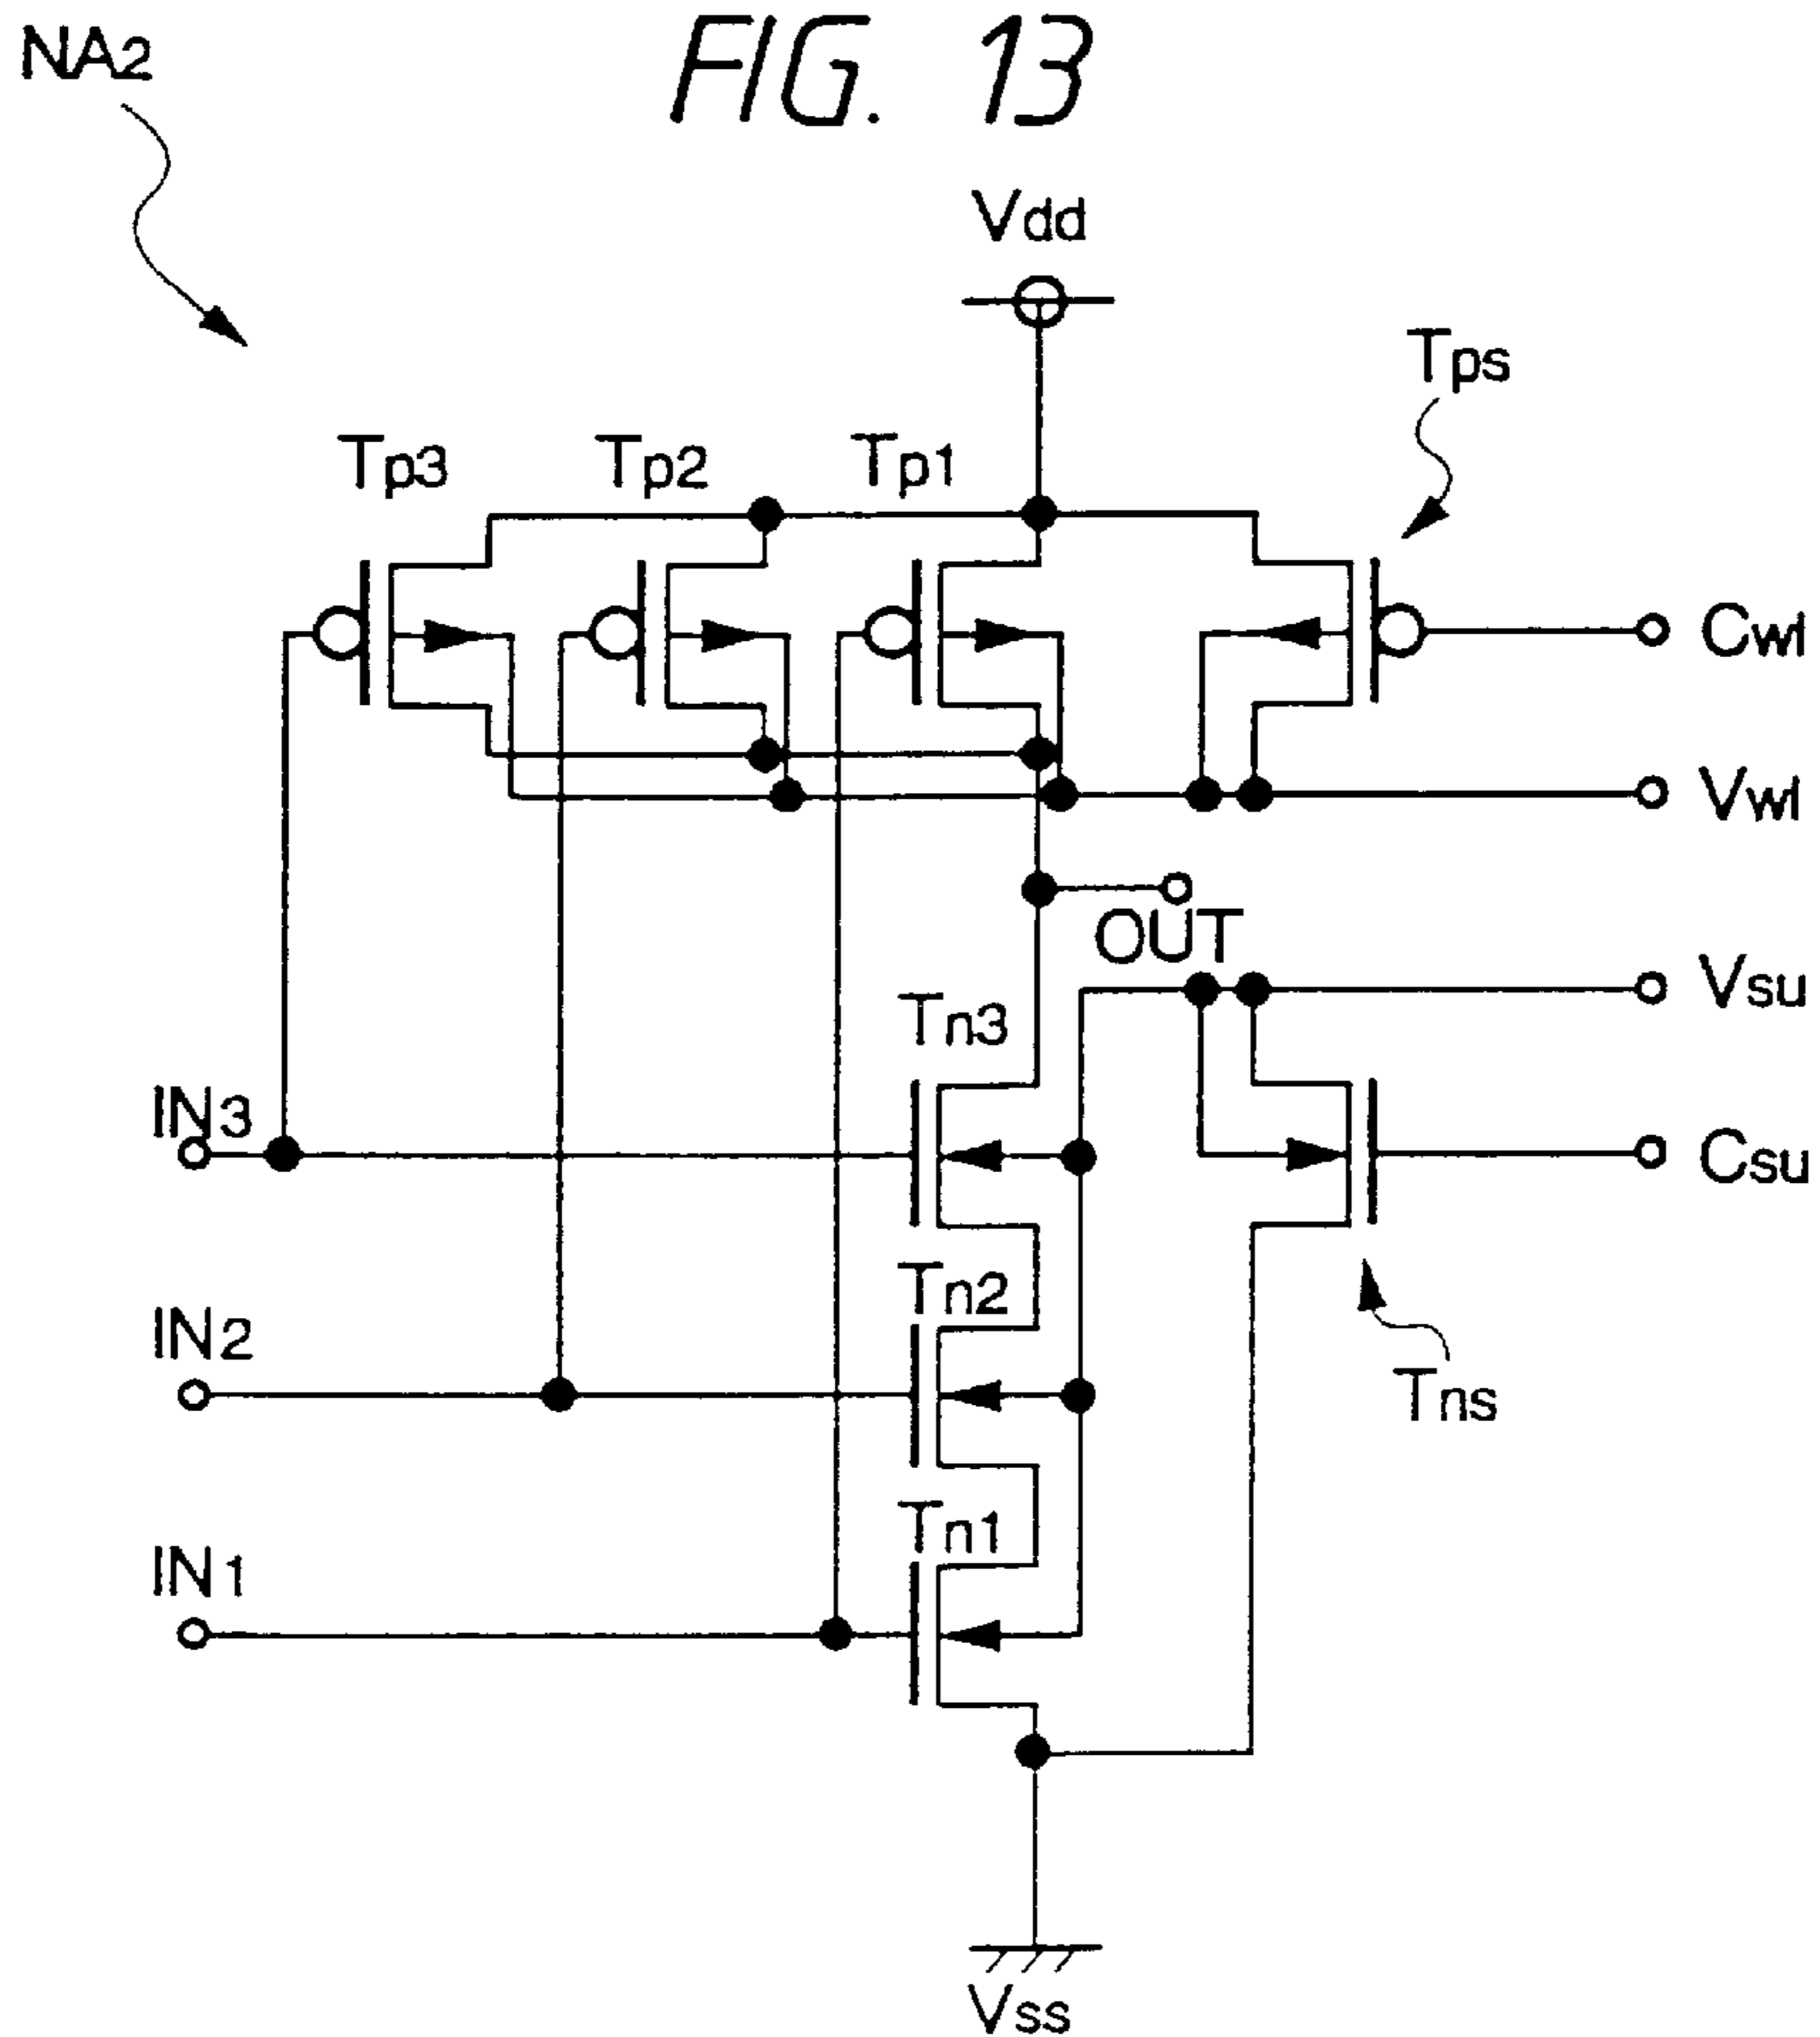 FIG. 13
NA2
Vdd
Tps
Tp3
Tp2
Tp1
Cwl
Vwl
OUT
Vsu
Tn3
IN3
Csu
Tn2
IN2
Tns
Tn1
IN1
Vss